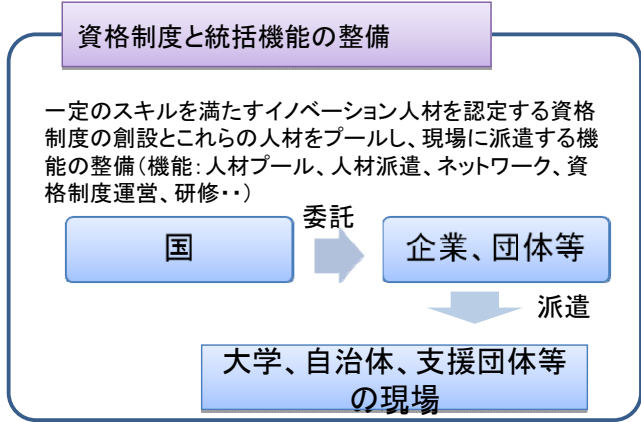 資格制度と統括機能の整備
一定のスキルを満たすイノベーション人材を認定する資格
制度の創設とこれらの人材をプールし、現場に派遣する機
能の整備(機能:人材プール、人材派遣、ネットワーク、資
格制度運営、研修・・)
委託
国
企業、団体等
派遣
大学、自治体、支援団体等
の現場